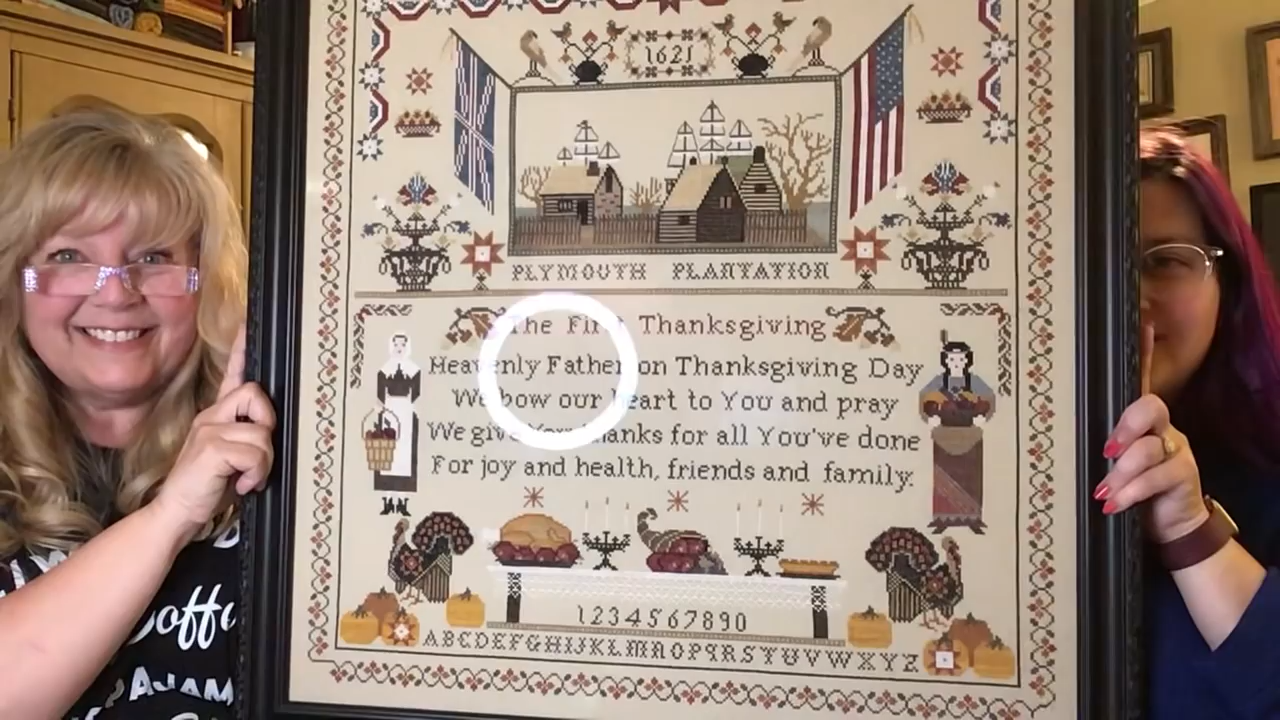 1621
PLYMOUTH PLANTATION
The First Thanksgiving
Heavenly Father on Thanksgiving Day
We bow our heart to You and pray
We give You thanks for all You've done
For joy and health, friends and family.
JAN
1234567890
ABCDEFGHIJKLMNOPQRSTUVWXYZ
PAJAM